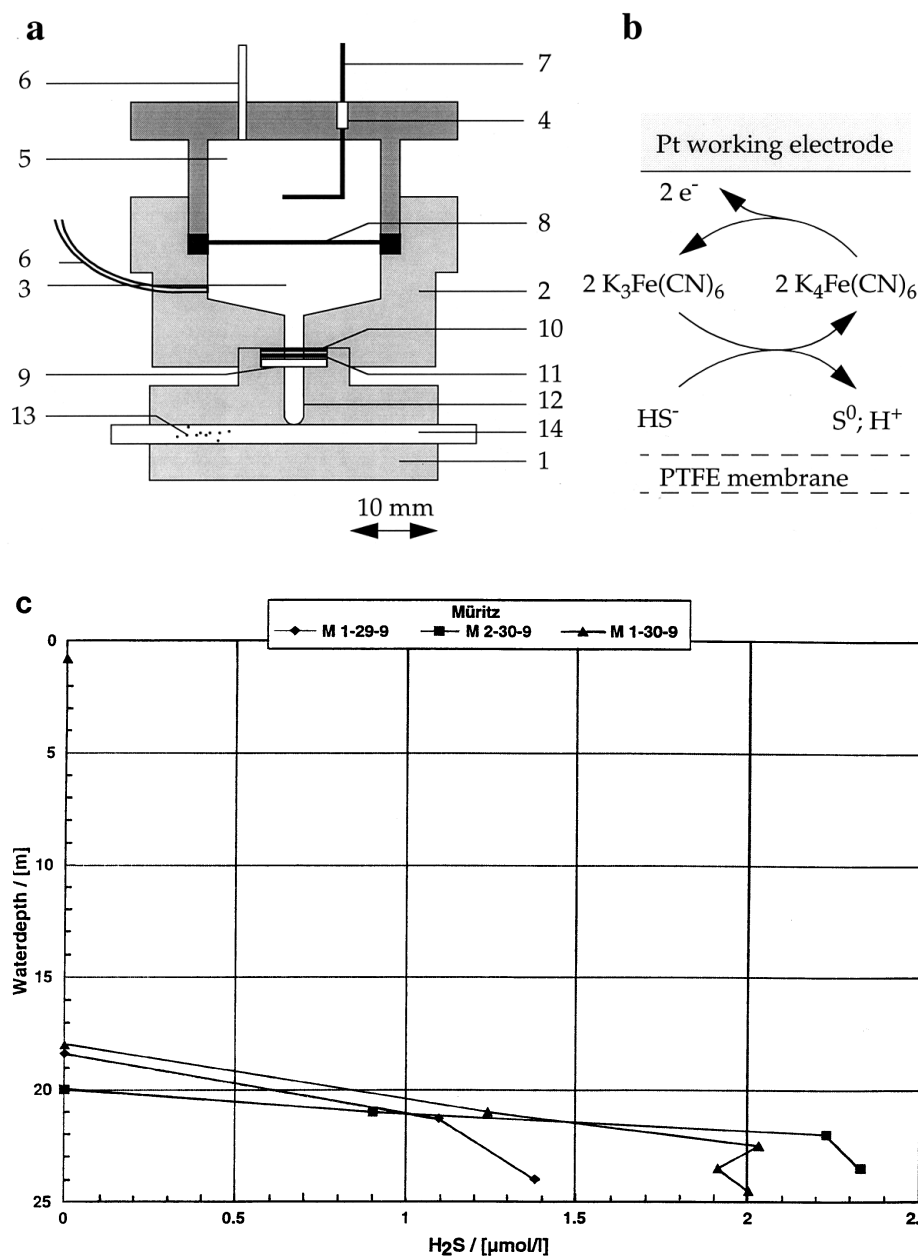 a
6
7
4
5
8
6
3
2
10
9
11
13
12
14
1
10 mm
b
Pt working electrode
2 e-
2 K3Fe(CN)6 2 K4Fe(CN)6
HS- S0; H+
PTFE membrane
c
Müritz
M 1-29-9 M 2-30-9 M 1-30-9
0
5
10
15
20
25
Waterdepth / [m]
0 0.5 1 1.5 2 2.
H2S / [µmol/l]